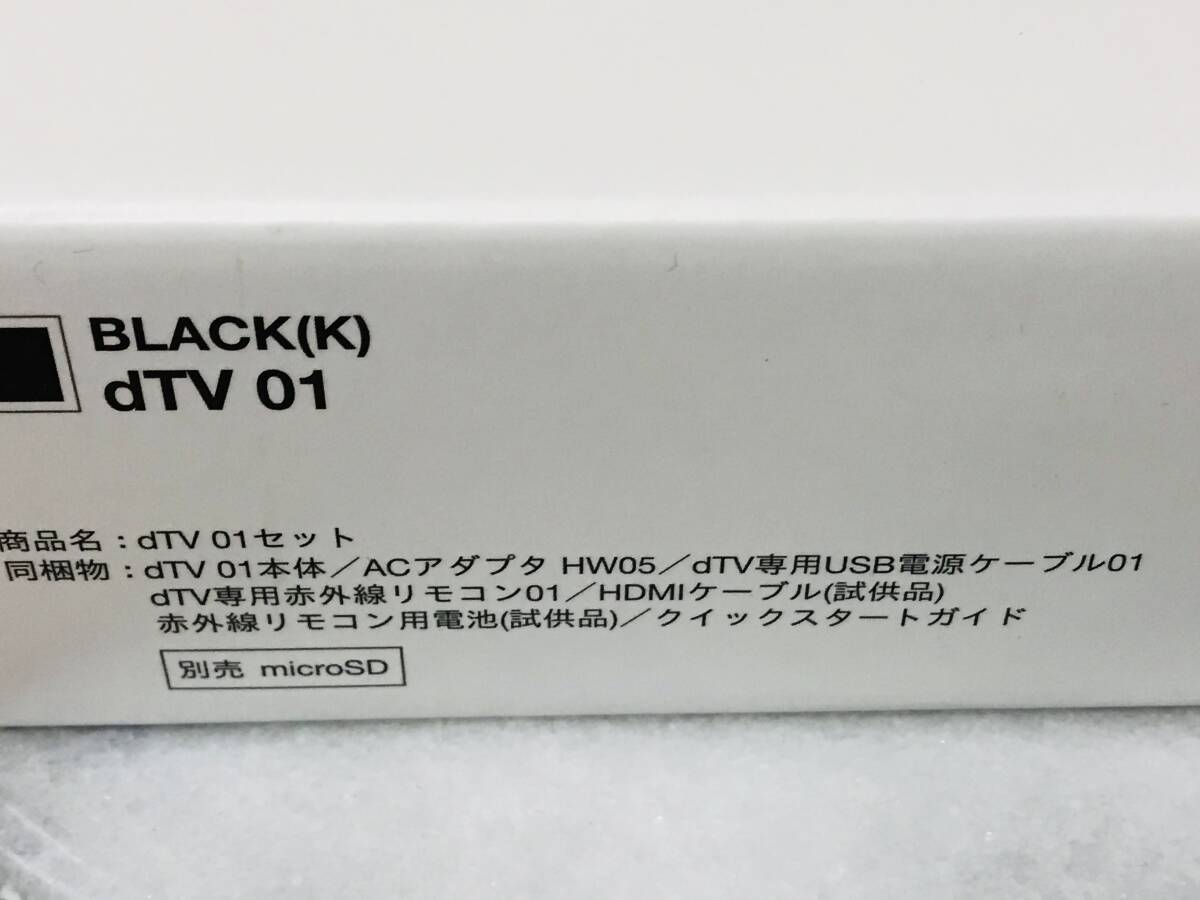 BLACK(K)
dTV 01
商品名：dTV 01セット
同梱物：dTV 01本体／ACアダプタ HW05／dTV専用USB電源ケーブル01
dTV専用赤外線リモコン01／HDMIケーブル(試供品)
赤外線リモコン用電池(試供品)／クイックスタートガイド
別売 microSD